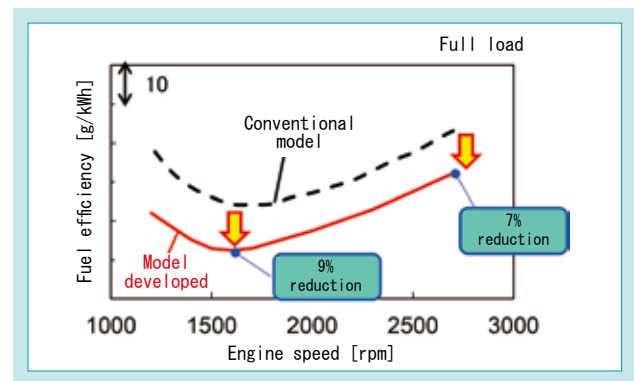 Full load
10
Fuel efficiency [g/kWh]
Conventional
model
7%
reduction
Model
developed
9%
reduction
1000 1500 2000 2500 3000
Engine speed [rpm]